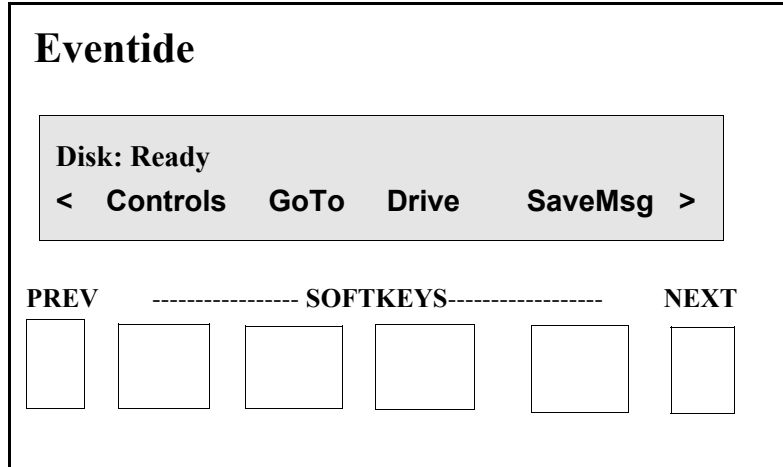 Eventide
Disk: Ready
< Controls GoTo Drive SaveMsg >
PREV ----------------- SOFTKEYS------------------ NEXT